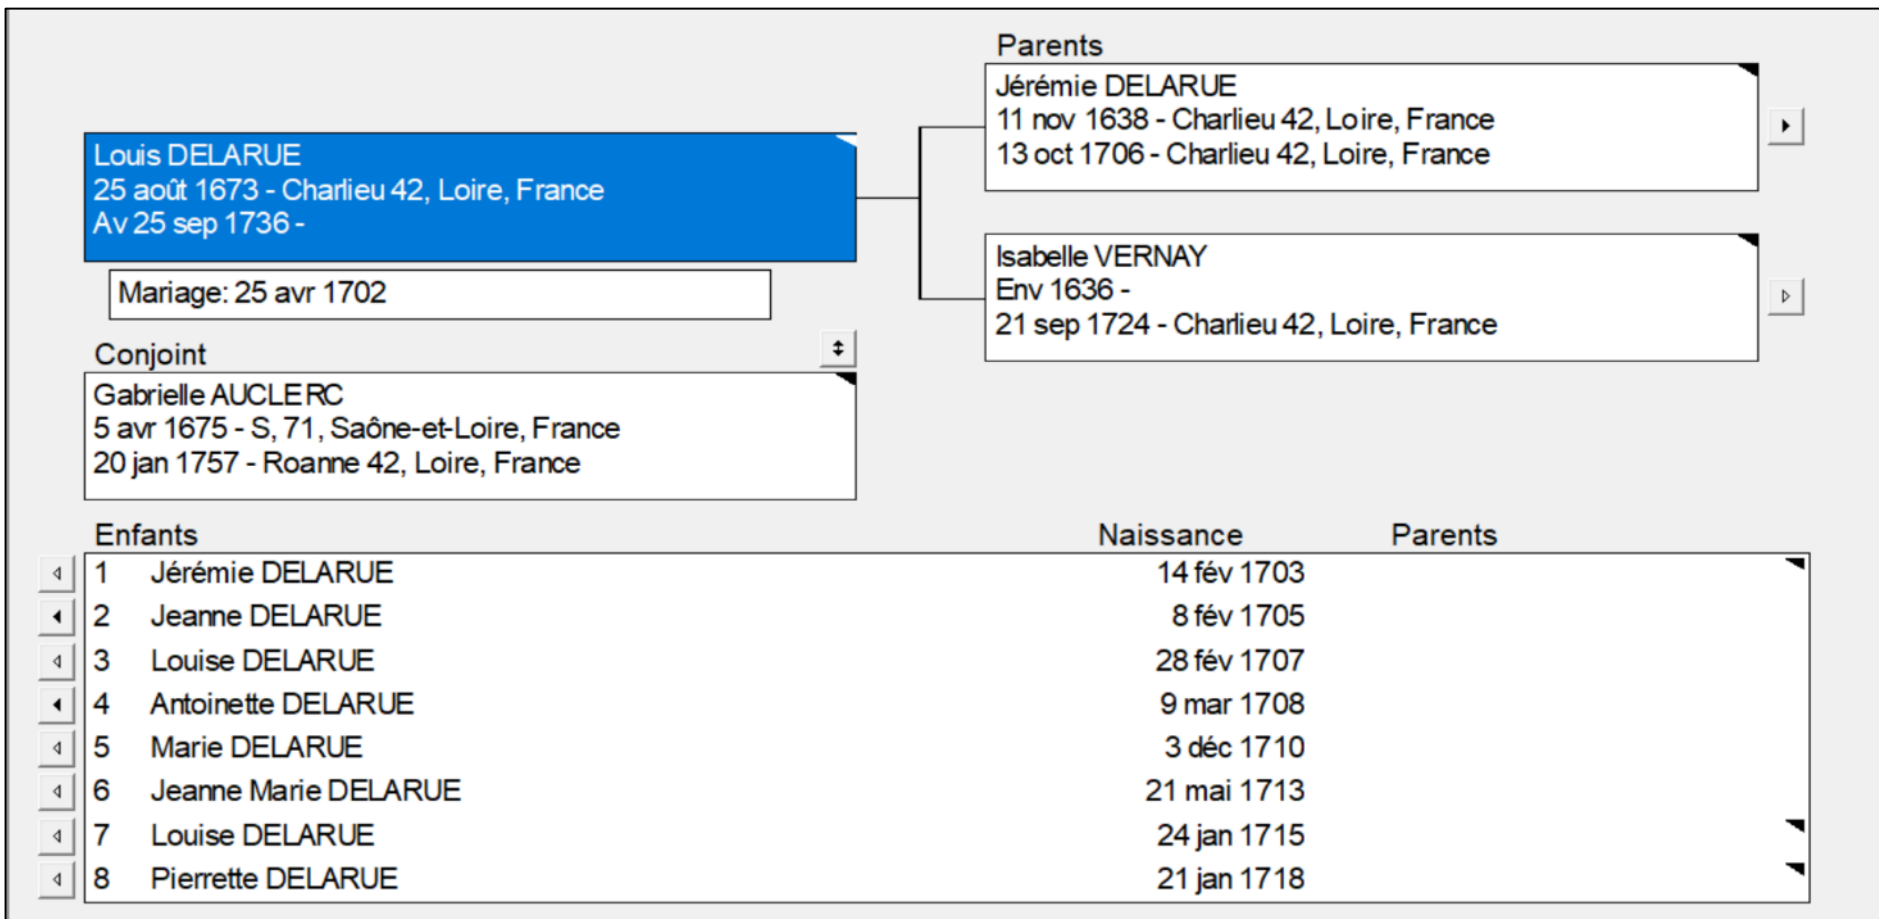 Parents
Jérémie DELARUE
11 nov 1638 - Charlieu 42, Loire, France
13 oct 1706 - Charlieu 42, Loire, France
Louis DELARUE
25 août 1673 - Charlieu 42, Loire, France
Av 25 sep 1736 -
Isabelle VERNAY
Env 1636 -
21 sep 1724 - Charlieu 42, Loire, France
Mariage: 25 avr 1702
Conjoint
Gabrielle AUCLERC
5 avr 1675 - S, 71, Saône-et-Loire, France
20 jan 1757 - Roanne 42, Loire, France
Enfants Naissance Parents
1 Jérémie DELARUE 14 fév 1703
2 Jeanne DELARUE 8 fév 1705
3 Louise DELARUE 28 fév 1707
4 Antoinette DELARUE 9 mar 1708
5 Marie DELARUE 3 déc 1710
6 Jeanne Marie DELARUE 21 mai 1713
7 Louise DELARUE 24 jan 1715
8 Pierrette DELARUE 21 jan 1718